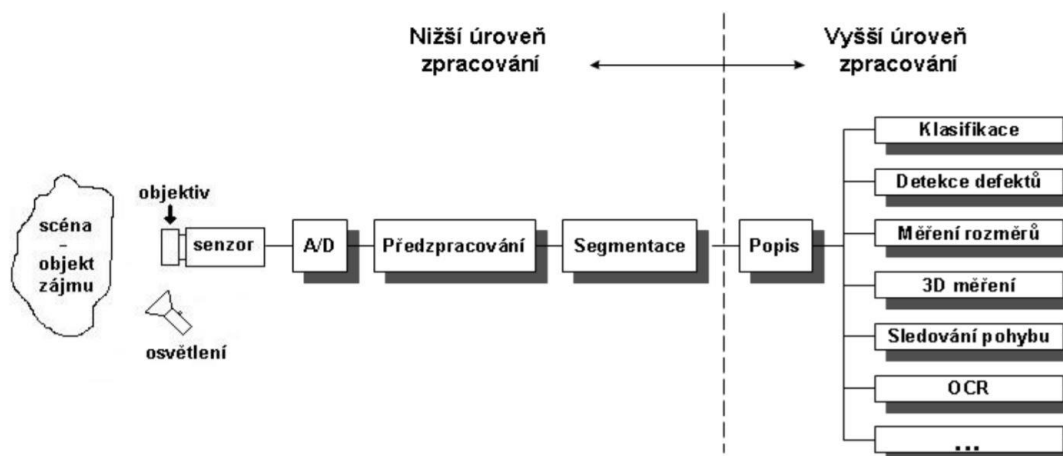 Nižší úroveň
zpracování
Vyšší úroveň
zpracování
scéna
–
objekt
zájmu
objektiv
senzor
osvětlení
A/D
Předzpracování
Segmentace
Popis
Klasifikace
Detekce defektů
Měření rozměrů
3D měření
Sledování pohybu
OCR
...